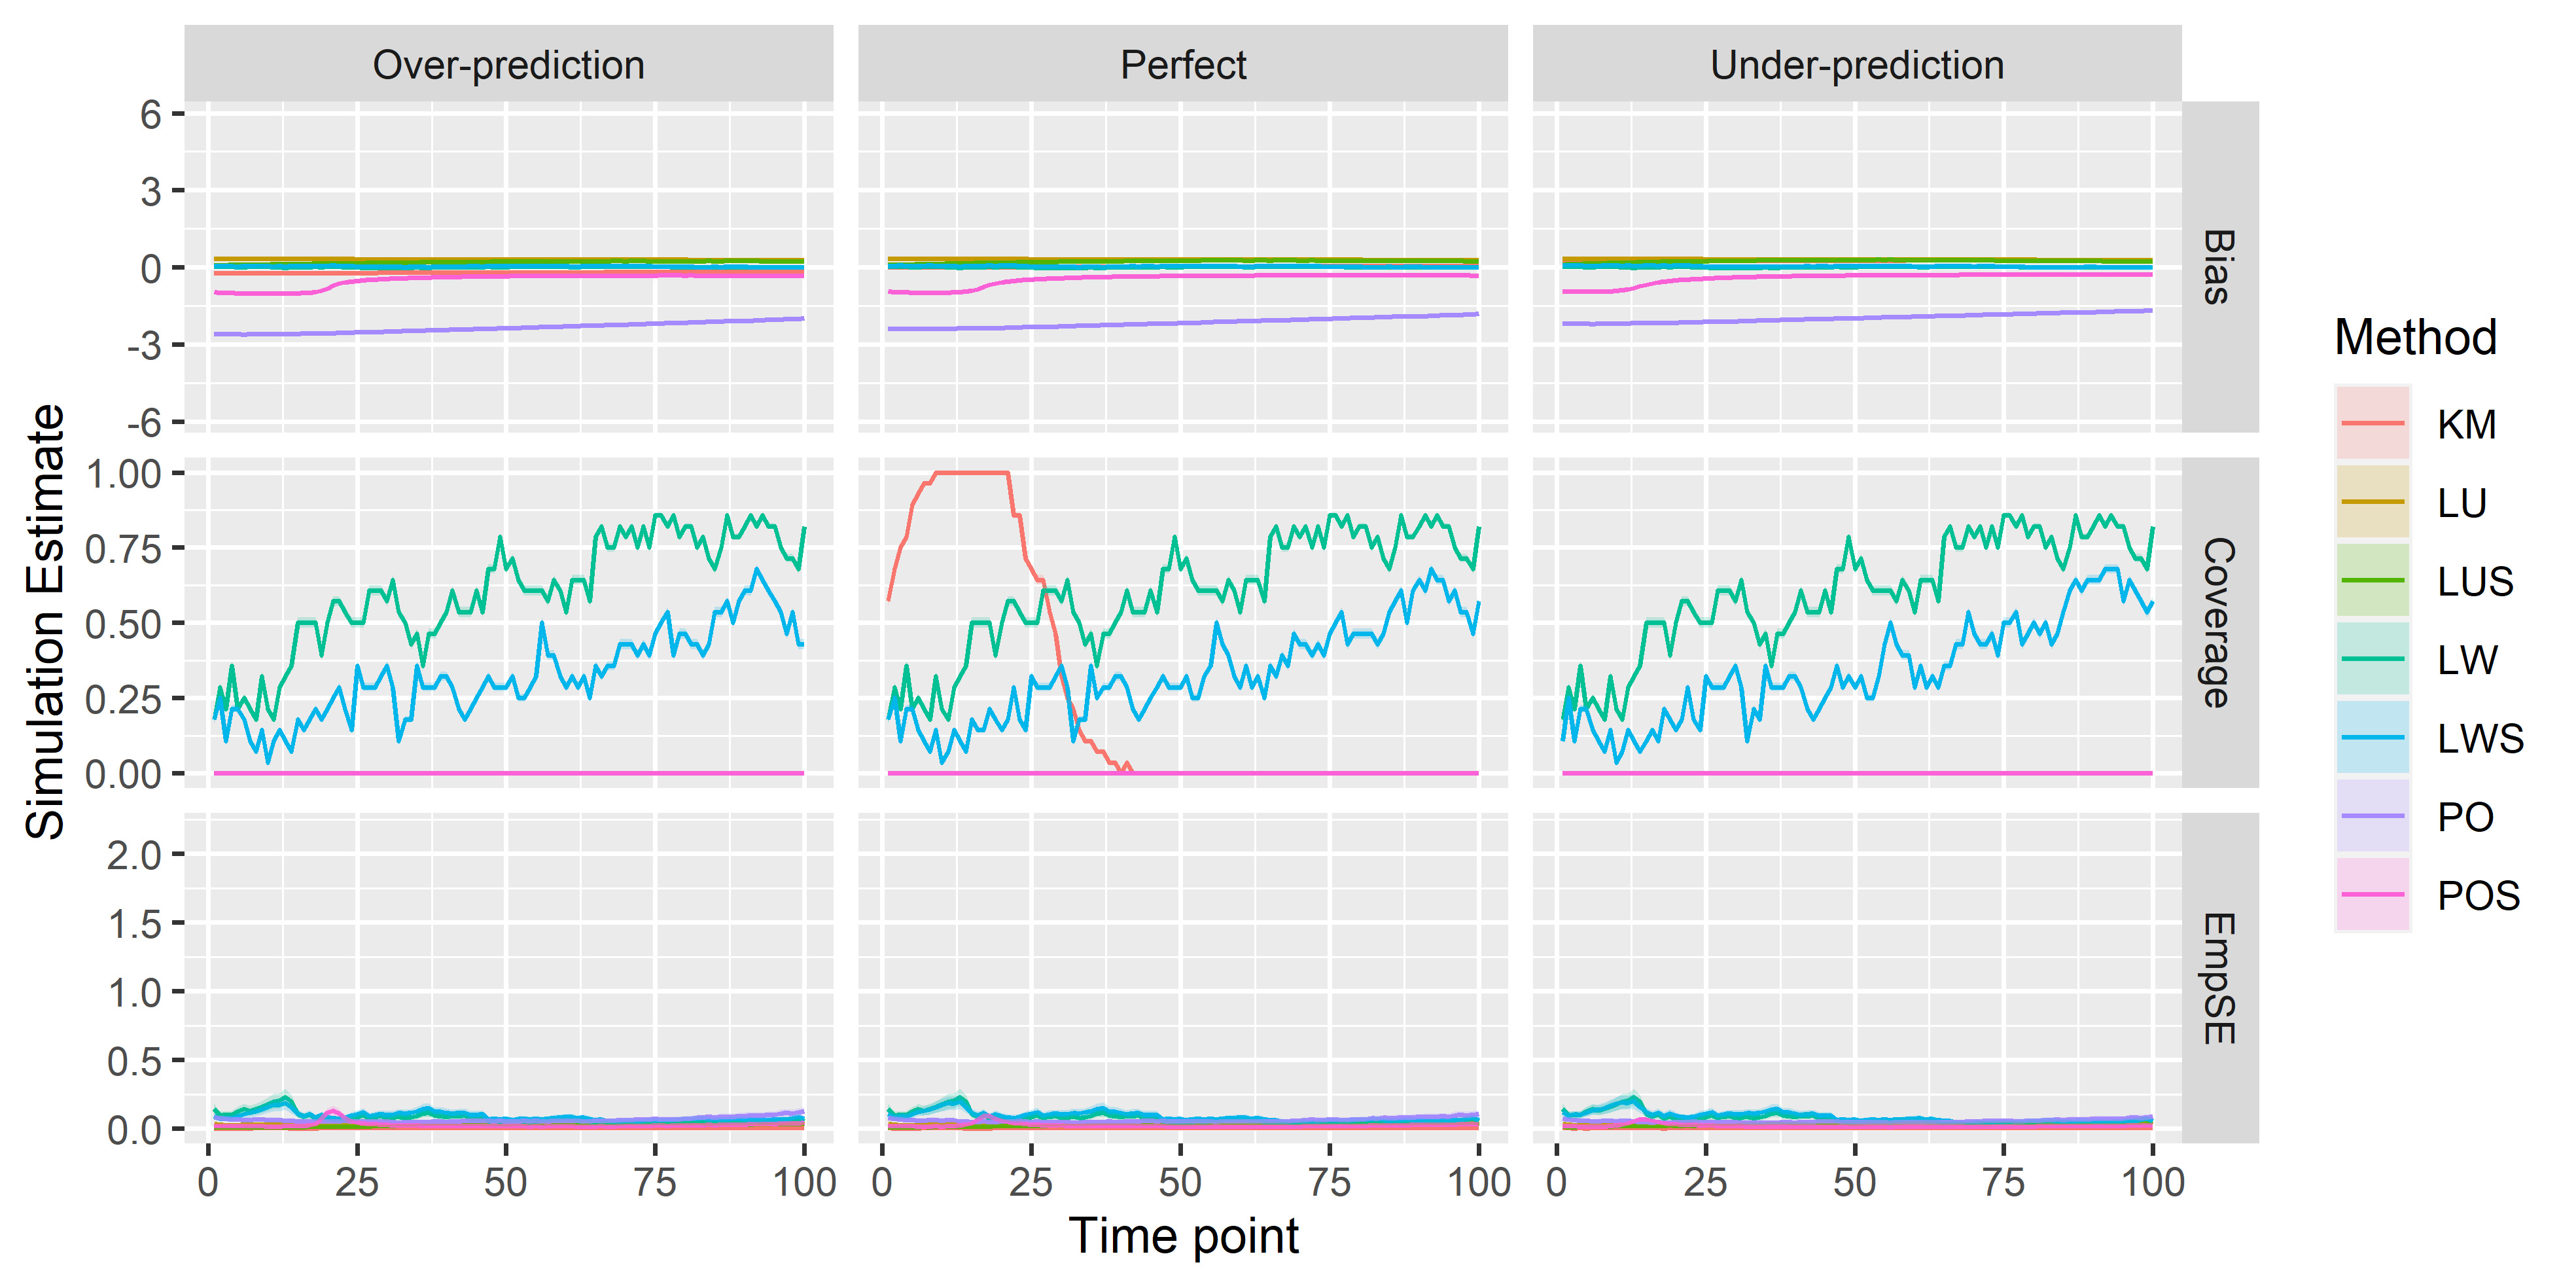 Over-prediction
Perfect
Under-prediction
6
3
0
-3
-6
Bias
1.00
0.75
0.50
0.25
0.00
Coverage
2.0
1.5
1.0
0.5
0.0
EmpSE
0 25 50 75 100
0 25 50 75 100
0 25 50 75 100
Time point
Simulation Estimate
Method
KM
LU
LUS
LW
LWS
PO
POS